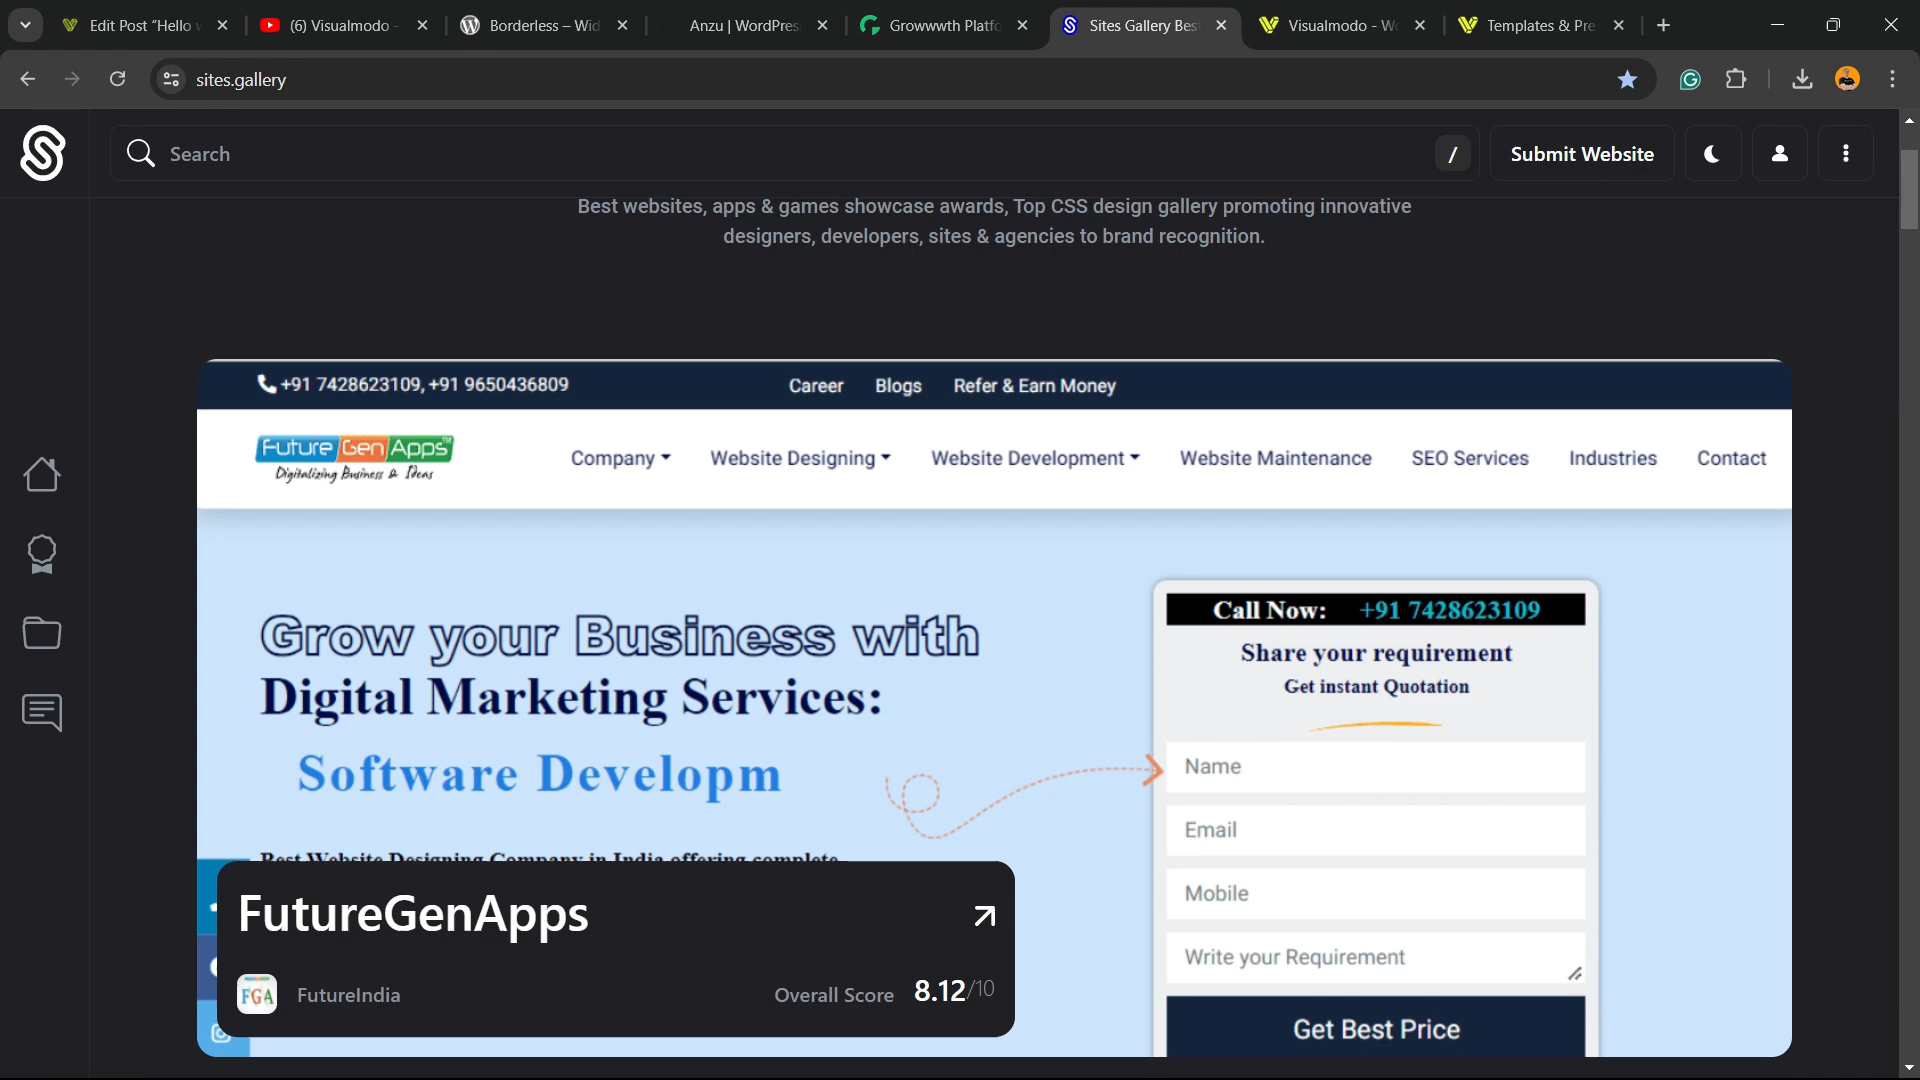 Edit Post “Hello w
(6) Visualmodo -
Borderless – Wid
Anzu | WordPres
Growwwth Platfo
Sites Gallery Bes
Visualmodo - Wo
Templates & Pre
sites.gallery
Search
/
Submit Website
Best websites, apps & games showcase awards, Top CSS design gallery promoting innovative
designers, developers, sites & agencies to brand recognition.
+91 7428623109, +91 9650436809
Career
Blogs
Refer & Earn Money
Future Gen Apps™
Digitalizing Business & Ideas
Company
Website Designing
Website Development
Website Maintenance
SEO Services
Industries
Contact
Grow your Business with
Digital Marketing Services:
Software Developm
Best Website Designing Company in India offering complete
Call Now: +91 7428623109
Share your requirement
Get instant Quotation
Name
Email
Mobile
Write your Requirement
Get Best Price
FutureGenApps
FGA
FutureIndia
Overall Score 8.12/10